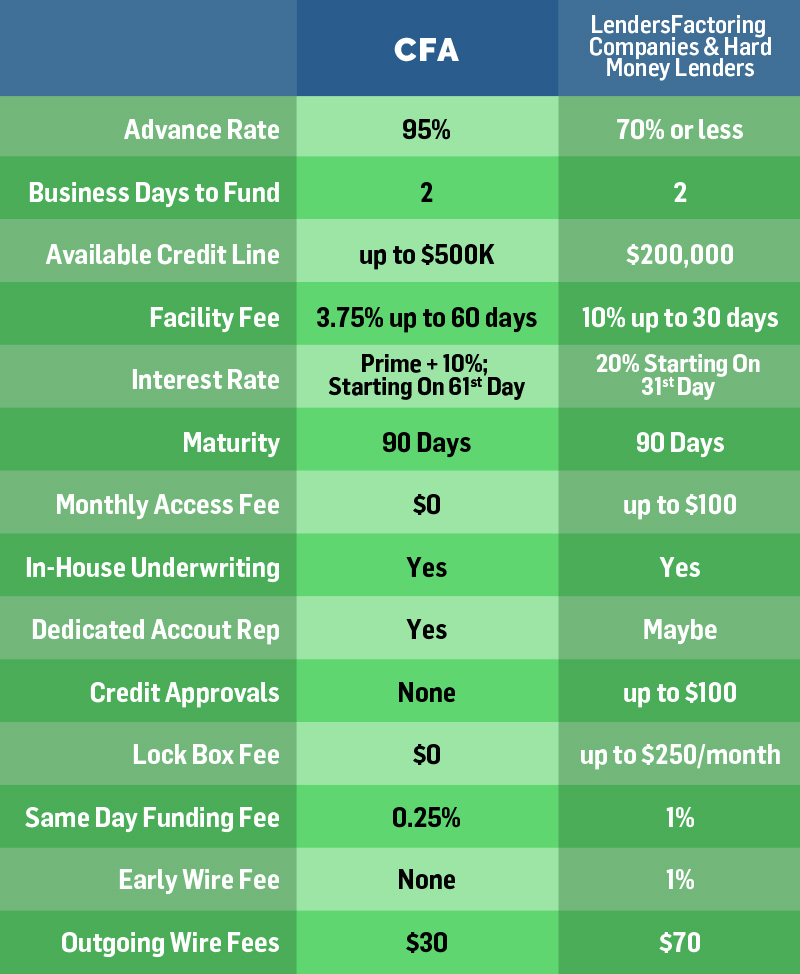 CFA
LendersFactoring
Companies & Hard
Money Lenders
Advance Rate 95% 70% or less
Business Days to Fund 2 2
Available Credit Line up to $500K $200,000
Facility Fee 3.75% up to 60 days 10% up to 30 days
Interest Rate
Prime + 10%;
Starting On 61st Day
20% Starting On
31st Day
Maturity 90 Days 90 Days
Monthly Access Fee $0 up to $100
In-House Underwriting Yes Yes
Dedicated Accout Rep Yes Maybe
Credit Approvals None up to $100
Lock Box Fee $0 up to $250/month
Same Day Funding Fee 0.25% 1%
Early Wire Fee None 1%
Outgoing Wire Fees $30 $70